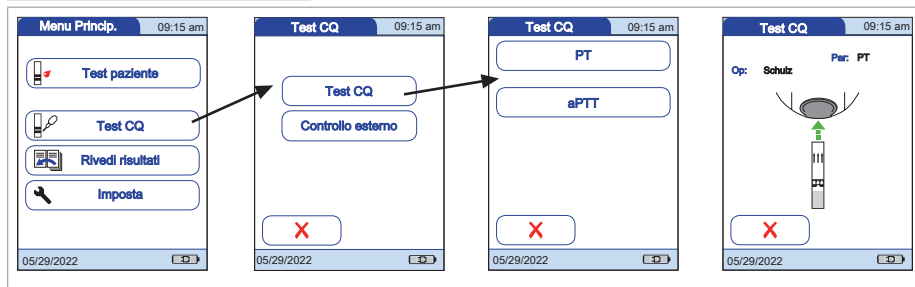 Menu Princip. 09:15 am
Test paziente
Test CQ
Rivedi risultati
Imposta
05/29/2022
Test CQ 09:15 am
Test CQ
Controllo esterno
05/29/2022
Test CQ 09:15 am
PT
aPTT
05/29/2022
Test CQ 09:15 am
Par: PT
Op: Schulz
05/29/2022